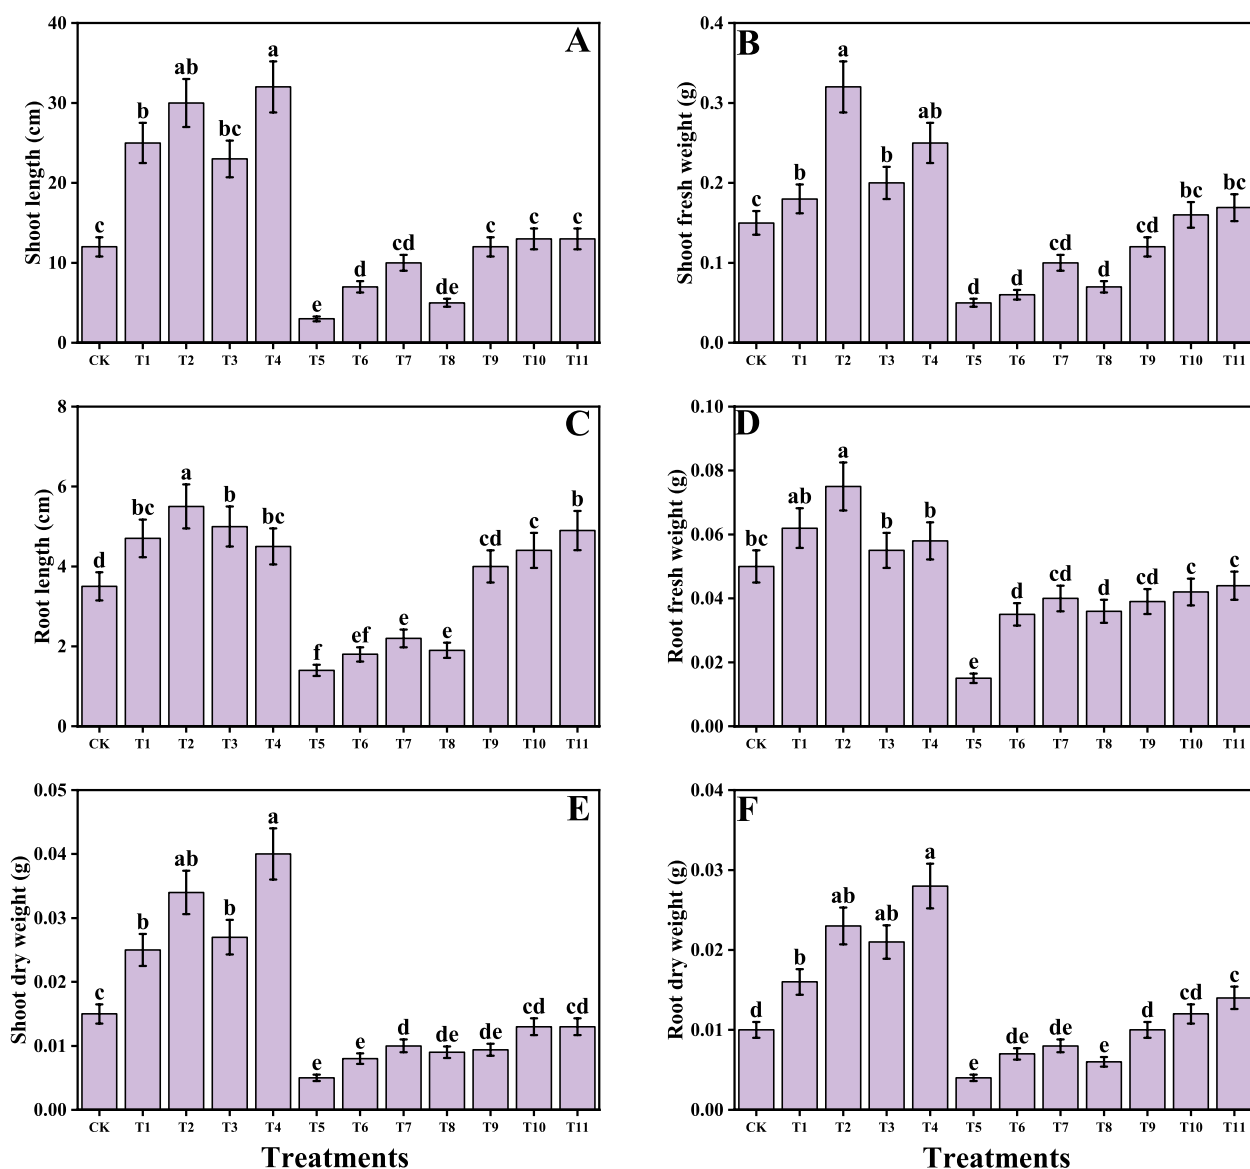 A
Shoot length (cm)
40
30
20
10
0
c
b
ab
bc
a
e
d
cd
de
c
c
c
CK T1 T2 T3 T4 T5 T6 T7 T8 T9 T10 T11
B
Shoot fresh weight (g)
0.4
0.3
0.2
0.1
0.0
c
b
a
b
ab
d
d
cd
d
cd
bc
bc
CK T1 T2 T3 T4 T5 T6 T7 T8 T9 T10 T11
C
Root length (cm)
8
6
4
2
0
d
bc
a
b
bc
f
ef
e
e
cd
c
b
CK T1 T2 T3 T4 T5 T6 T7 T8 T9 T10 T11
D
Root fresh weight (g)
0.10
0.08
0.06
0.04
0.02
0.00
bc
ab
a
b
b
e
d
cd
d
cd
c
c
CK T1 T2 T3 T4 T5 T6 T7 T8 T9 T10 T11
E
Shoot dry weight (g)
0.05
0.04
0.03
0.02
0.01
0.00
c
b
ab
b
a
e
e
d
de
de
cd
cd
CK T1 T2 T3 T4 T5 T6 T7 T8 T9 T10 T11
Treatments
F
Root dry weight (g)
0.04
0.03
0.02
0.01
0.00
d
b
ab
ab
a
e
de
de
e
d
cd
c
CK T1 T2 T3 T4 T5 T6 T7 T8 T9 T10 T11
Treatments